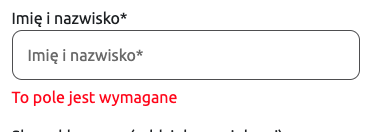 Imię i nazwisko*
Imię i nazwisko*
To pole jest wymagane